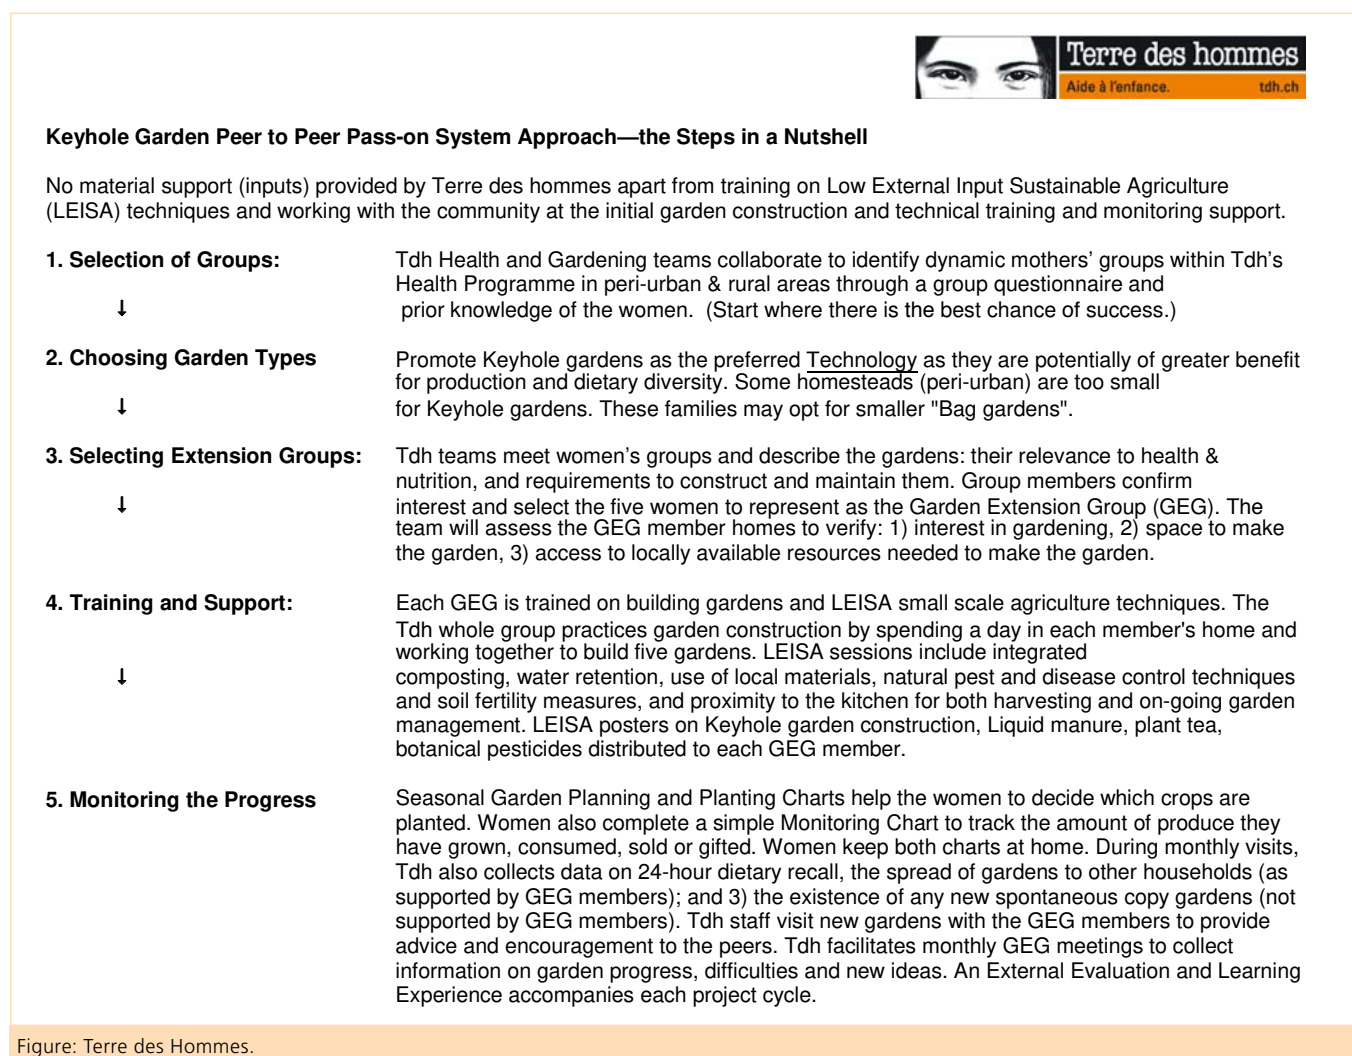 Terre des hommes
Aide à l'enfance. tdh.ch
Keyhole Garden Peer to Peer Pass-on System Approach—the Steps in a Nutshell
No material support (inputs) provided by Terre des hommes apart from training on Low External Input Sustainable Agriculture
(LEISA) techniques and working with the community at the initial garden construction and technical training and monitoring support.
1. Selection of Groups:
Tdh Health and Gardening teams collaborate to identify dynamic mothers' groups within Tdh's
Health Programme in peri-urban & rural areas through a group questionnaire and
prior knowledge of the women. (Start where there is the best chance of success.)
↓
2. Choosing Garden Types
Promote Keyhole gardens as the preferred Technology as they are potentially of greater benefit
for production and dietary diversity. Some homesteads (peri-urban) are too small
for Keyhole gardens. These families may opt for smaller "Bag gardens".
↓
3. Selecting Extension Groups:
Tdh teams meet women's groups and describe the gardens: their relevance to health &
nutrition, and requirements to construct and maintain them. Group members confirm
interest and select the five women to represent as the Garden Extension Group (GEG). The
team will assess the GEG member homes to verify: 1) interest in gardening, 2) space to make
the garden, 3) access to locally available resources needed to make the garden.
↓
4. Training and Support:
Each GEG is trained on building gardens and LEISA small scale agriculture techniques. The
Tdh whole group practices garden construction by spending a day in each member's home and
working together to build five gardens. LEISA sessions include integrated
composting, water retention, use of local materials, natural pest and disease control techniques
and soil fertility measures, and proximity to the kitchen for both harvesting and on-going garden
management. LEISA posters on Keyhole garden construction, Liquid manure, plant tea,
botanical pesticides distributed to each GEG member.
↓
5. Monitoring the Progress
Seasonal Garden Planning and Planting Charts help the women to decide which crops are
planted. Women also complete a simple Monitoring Chart to track the amount of produce they
have grown, consumed, sold or gifted. Women keep both charts at home. During monthly visits,
Tdh also collects data on 24-hour dietary recall, the spread of gardens to other households (as
supported by GEG members); and 3) the existence of any new spontaneous copy gardens (not
supported by GEG members). Tdh staff visit new gardens with the GEG members to provide
advice and encouragement to the peers. Tdh facilitates monthly GEG meetings to collect
information on garden progress, difficulties and new ideas. An External Evaluation and Learning
Experience accompanies each project cycle.
Figure: Terre des Hommes.